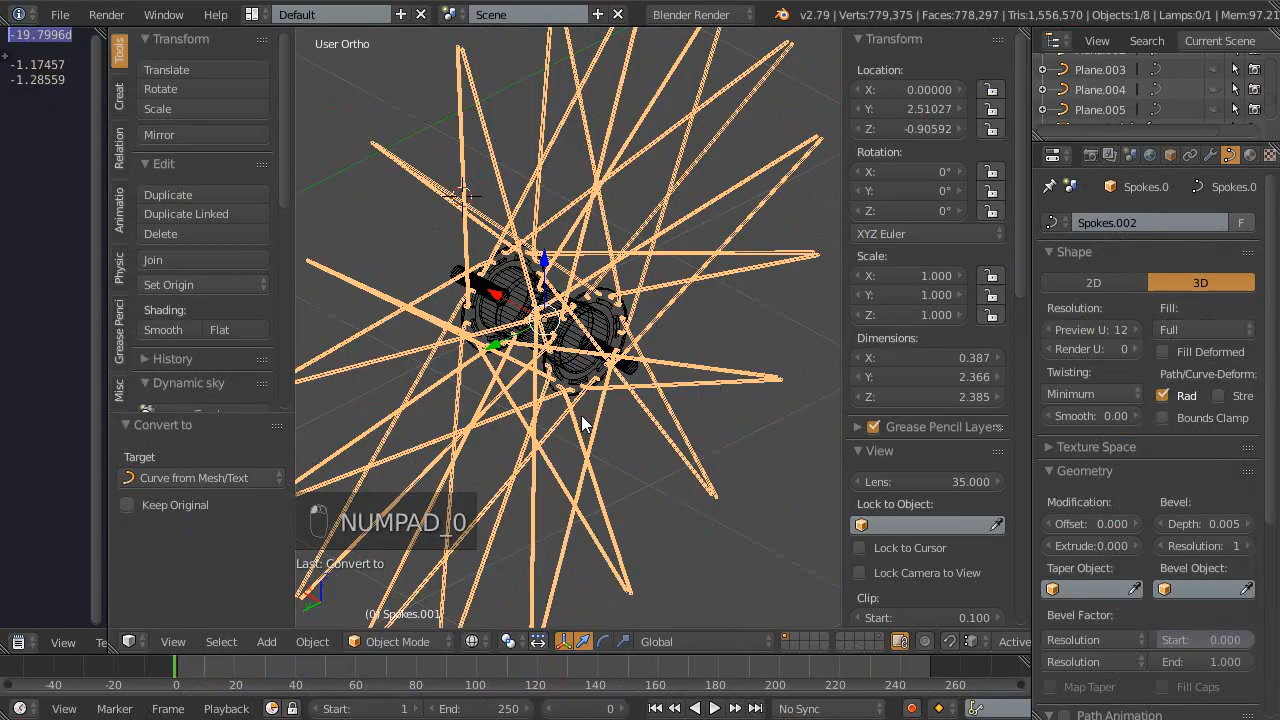 File Render Window Help Default Scene Blender Render v2.79 | Verts:779,375 | Faces:778,297 | Tris:1,556,570 | Objects:1/8 | Lamps:0/1 | Mem:97.21
-19.7996d
-1.17457
-1.28559
Tools
Creat
Relation
Animatio
Physic
Grease Penci
Misc
Transform
Translate
Rotate
Scale
Mirror
Edit
Duplicate
Duplicate Linked
Delete
Join
Set Origin
Shading:
Smooth Flat
History
Dynamic sky
Convert to
Target
Curve from Mesh/Text
Keep Original
User Ortho
NUMPAD_0
Last: Convert to
(0) Spokes.001
Transform
Location:
X: 0.00000
Y: 2.51027
Z: -0.90592
Rotation:
X: 0°
Y: 0°
Z: 0°
XYZ Euler
Scale:
X: 1.000
Y: 1.000
Z: 1.000
Dimensions:
X: 0.387
Y: 2.366
Z: 2.385
Grease Pencil Layers
View
Lens: 35.000
Lock to Object:
Lock to Cursor
Lock Camera to View
Clip:
Start: 0.100
View Search Current Scene
Plane.003
Plane.004
Plane.005
Spokes.0 Spokes.0
Spokes.002 F
Shape
2D 3D
Resolution: Fill:
Preview U: 12 Full
Render U: 0 Fill Deformed
Twisting: Path/Curve-Deform:
Minimum Rad Stre
Smooth: 0.00 Bounds Clamp
Texture Space
Geometry
Modification: Bevel:
Offset: 0.000 Depth: 0.005
Extrude:0.000 Resolution: 1
Taper Object: Bevel Object:
Bevel Factor:
Resolution Start: 0.000
Resolution End: 1.000
Map Taper Fill Caps
Path Animation
View Te View Select Add Object Object Mode Global Active
-40 -20 0 20 40 60 80 100 120 140 160 180 200 220 240 260
View Marker Frame Playback Start: 1 End: 250 0 No Sync